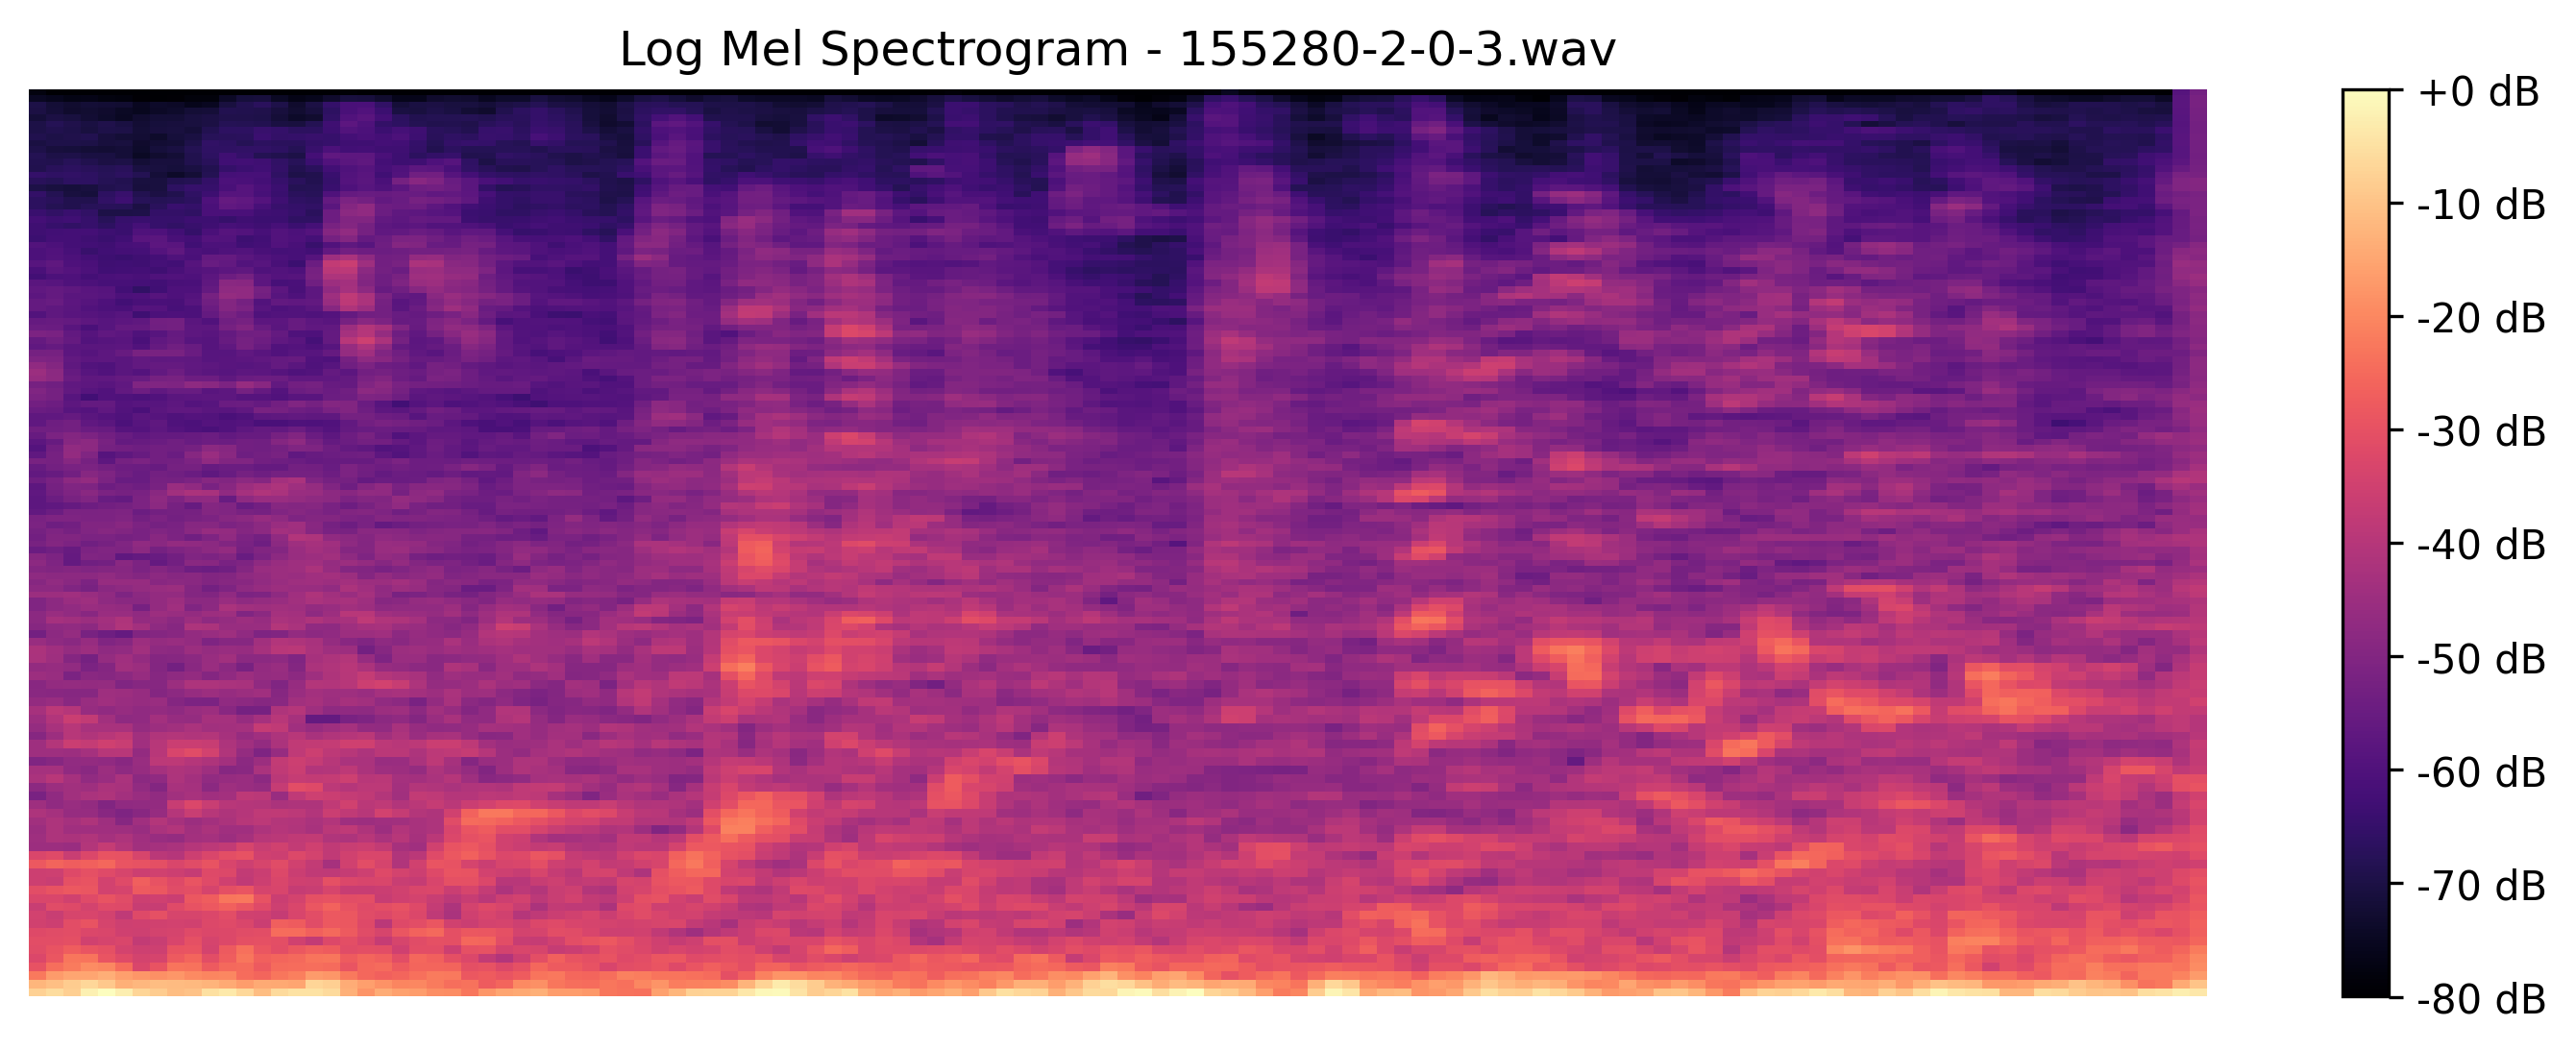 Log Mel Spectrogram - 155280-2-0-3.wav
+0 dB
-10 dB
-20 dB
-30 dB
-40 dB
-50 dB
-60 dB
-70 dB
-80 dB